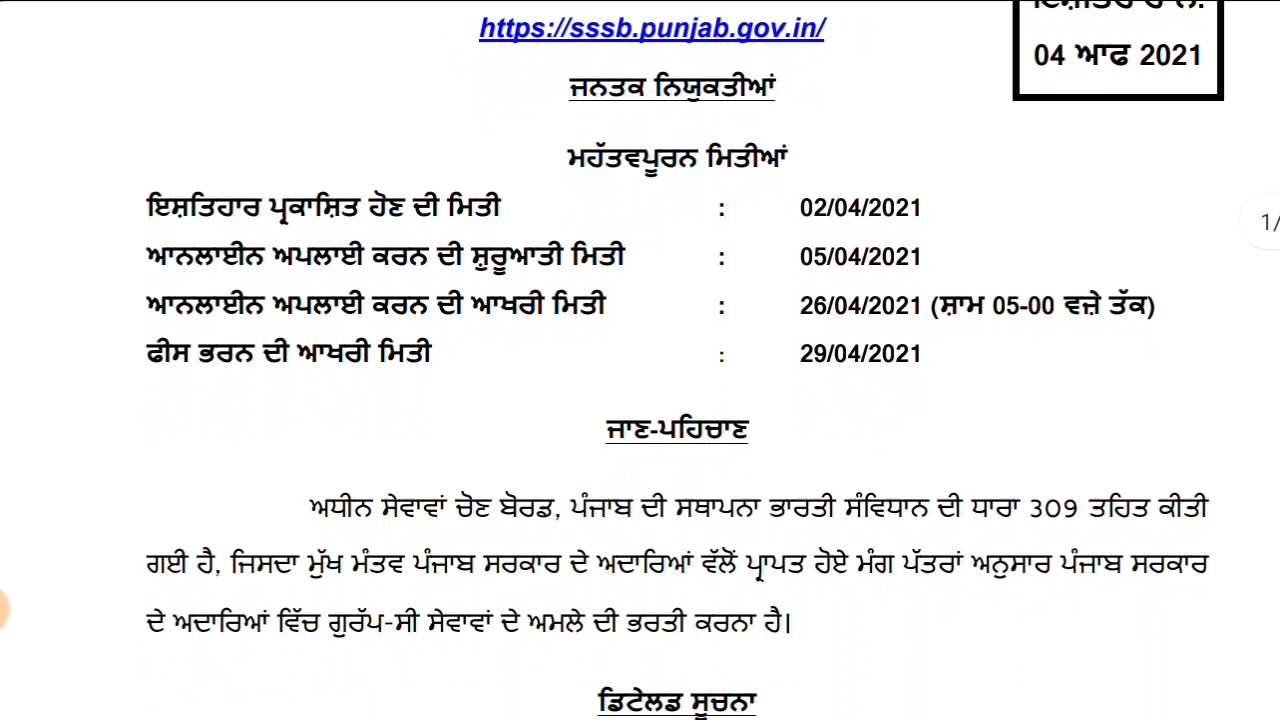 https://sssb.punjab.gov.in/
04 ਆਫ 2021
ਜਨਤਕ ਨਿਯੁਕਤੀਆਂ
ਮਹੱਤਵਪੂਰਨ ਮਿਤੀਆਂ
ਇਸ਼ਤਿਹਾਰ ਪ੍ਰਕਾਸ਼ਿਤ ਹੋਣ ਦੀ ਮਿਤੀ : 02/04/2021
ਆਨਲਾਈਨ ਅਪਲਾਈ ਕਰਨ ਦੀ ਸ਼ੁਰੂਆਤੀ ਮਿਤੀ : 05/04/2021
ਆਨਲਾਈਨ ਅਪਲਾਈ ਕਰਨ ਦੀ ਆਖਰੀ ਮਿਤੀ : 26/04/2021 (ਸ਼ਾਮ 05-00 ਵਜ਼ੇ ਤੱਕ)
ਫੀਸ ਭਰਨ ਦੀ ਆਖਰੀ ਮਿਤੀ : 29/04/2021
1/
ਜਾਣ-ਪਹਿਚਾਣ
ਅਧੀਨ ਸੇਵਾਵਾਂ ਚੋਣ ਬੋਰਡ, ਪੰਜਾਬ ਦੀ ਸਥਾਪਨਾ ਭਾਰਤੀ ਸੰਵਿਧਾਨ ਦੀ ਧਾਰਾ 309 ਤਹਿਤ ਕੀਤੀ
ਗਈ ਹੈ, ਜਿਸਦਾ ਮੁੱਖ ਮੰਤਵ ਪੰਜਾਬ ਸਰਕਾਰ ਦੇ ਅਦਾਰਿਆਂ ਵੱਲੋਂ ਪ੍ਰਾਪਤ ਹੋਏ ਮੰਗ ਪੱਤਰਾਂ ਅਨੁਸਾਰ ਪੰਜਾਬ ਸਰਕਾਰ
ਦੇ ਅਦਾਰਿਆਂ ਵਿੱਚ ਗੁਰੱਪ-ਸੀ ਸੇਵਾਵਾਂ ਦੇ ਅਮਲੇ ਦੀ ਭਰਤੀ ਕਰਨਾ ਹੈ।
ਡਿਟੇਲਡ ਸੂਚਨਾ